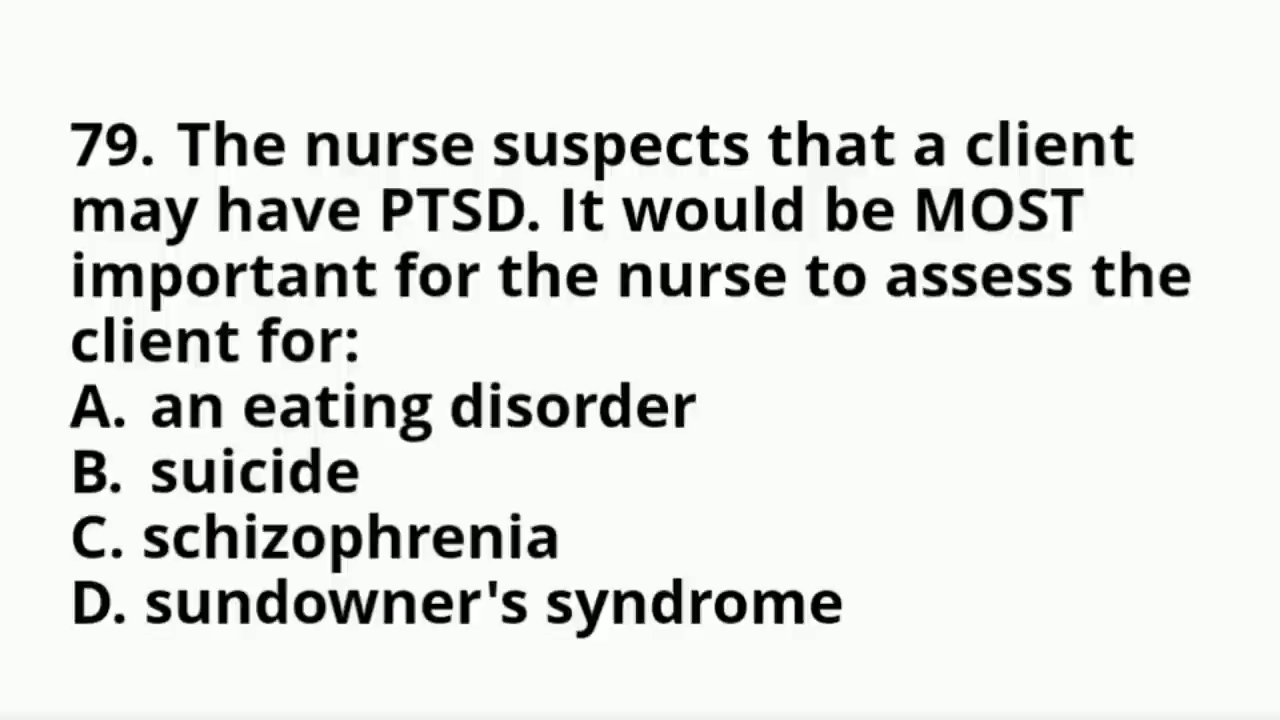 79. The nurse suspects that a client
may have PTSD. It would be MOST
important for the nurse to assess the
client for:
A. an eating disorder
B. suicide
C. schizophrenia
D. sundowner's syndrome